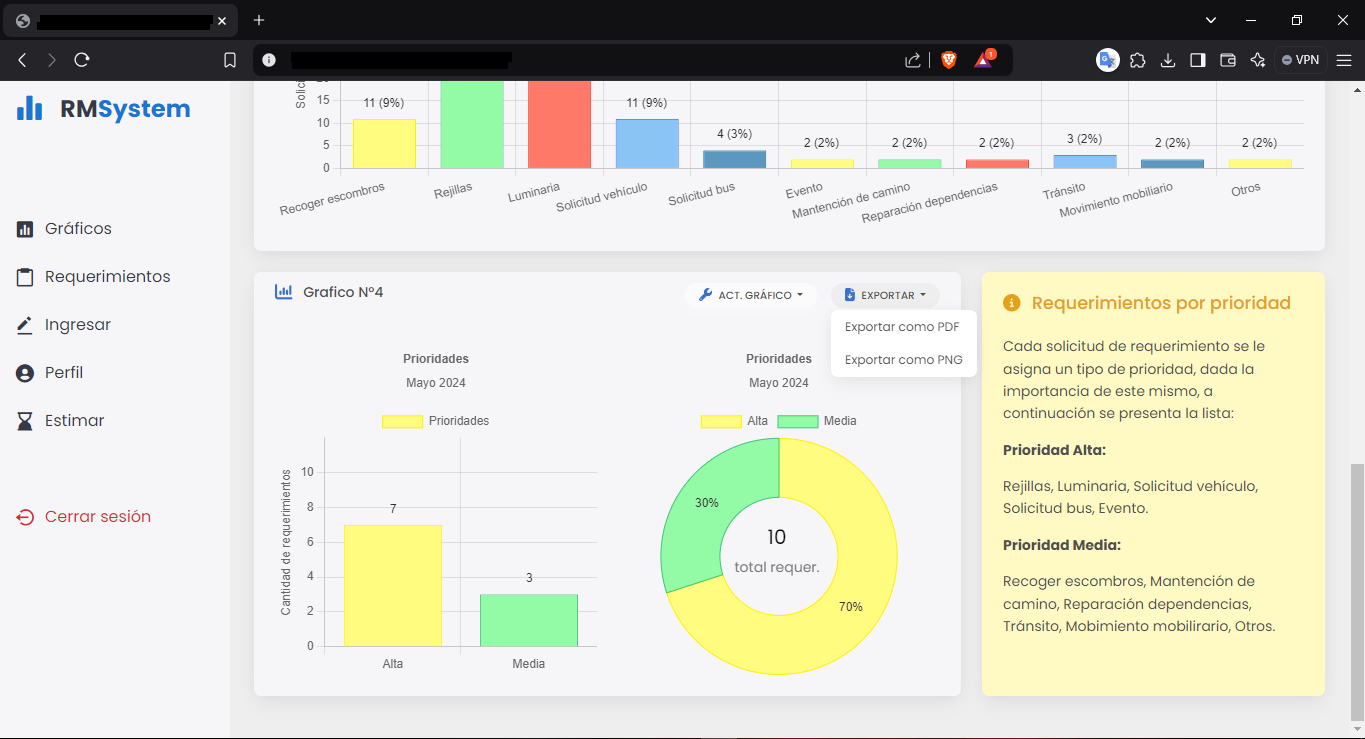 1
VPN
RMSystem
Gráficos
Requerimientos
Ingresar
Perfil
Estimar
Cerrar sesión
15
10
5
0
11 (9%)
11 (9%)
4 (3%)
2 (2%)
2 (2%)
2 (2%)
3 (2%)
2 (2%)
2 (2%)
Recoger escombros
Rejillas
Luminaria
Solicitud vehículo
Solicitud bus
Evento
Mantención de camino
Reparación dependencias
Tránsito
Movimiento mobiliario
Otros
Grafico Nº4
ACT. GRÁFICO
EXPORTAR
Exportar como PDF
Exportar como PNG
Prioridades
Mayo 2024
Prioridades
Cantidad de requerimientos
10
8
6
4
2
0
7
3
Alta
Media
Prioridades
Mayo 2024
Alta
Media
30%
70%
10
total requer.
Requerimientos por prioridad
Cada solicitud de requerimiento se le
asigna un tipo de prioridad, dada la
importancia de este mismo, a
continuación se presenta la lista:
Prioridad Alta:
Rejillas, Luminaria, Solicitud vehículo,
Solicitud bus, Evento.
Prioridad Media:
Recoger escombros, Mantención de
camino, Reparación dependencias,
Tránsito, Mobimiento mobilirario, Otros.